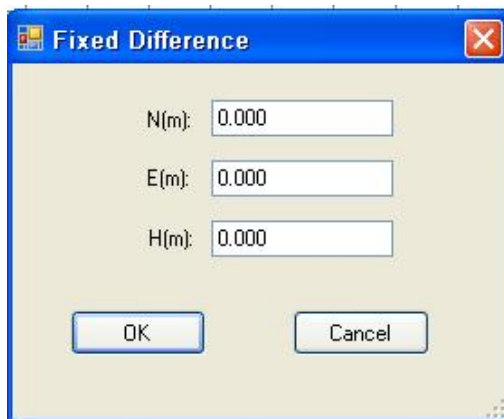 Fixed Difference
N(m): 0.000
E(m): 0.000
H(m): 0.000
OK Cancel